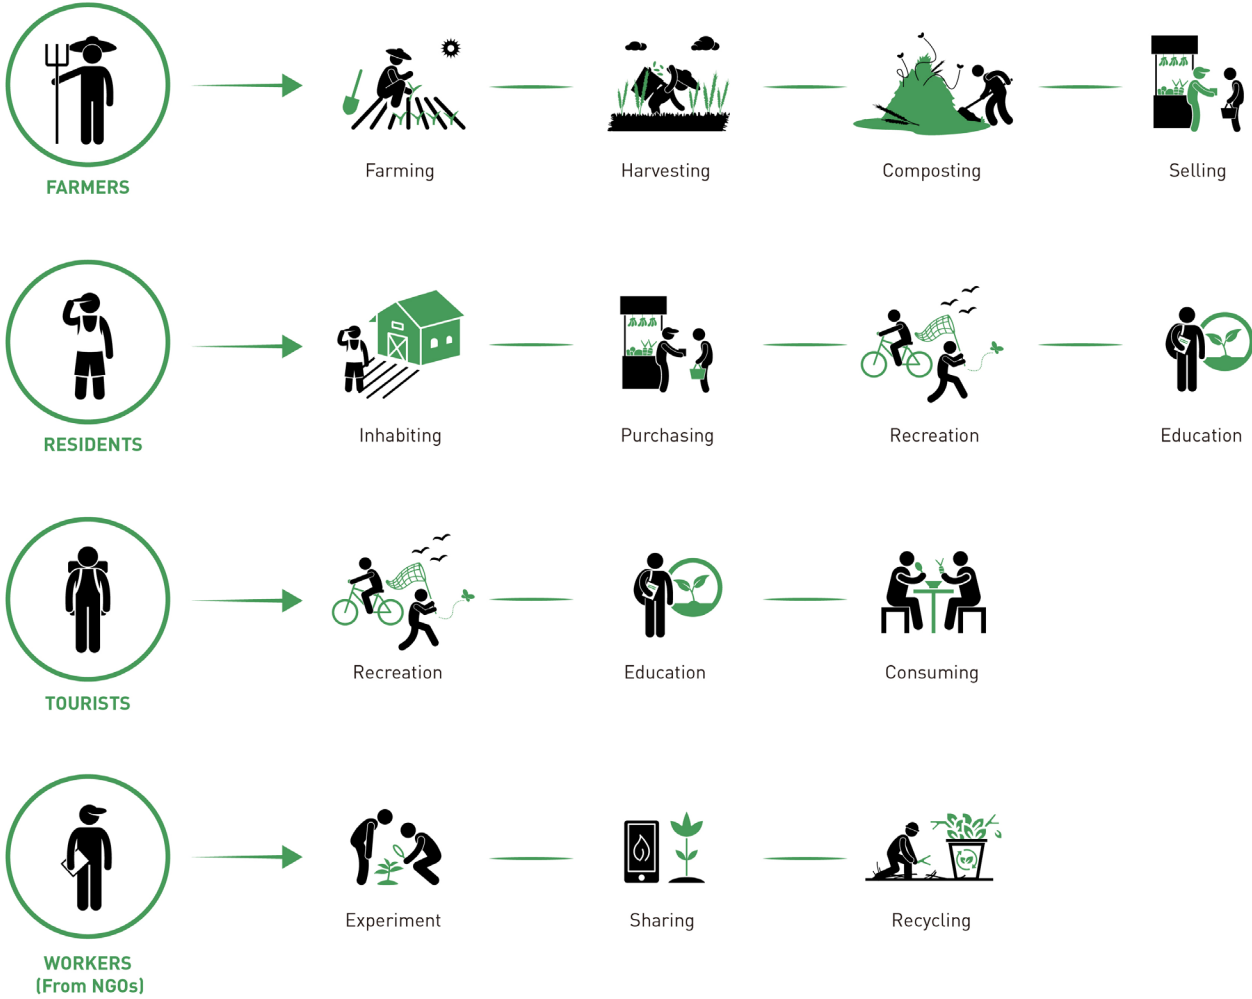 FARMERS
Farming
Harvesting
Composting
Selling
RESIDENTS
Inhabiting
Purchasing
Recreation
Education
TOURISTS
Recreation
Education
Consuming
WORKERS
(From NGOs)
Experiment
Sharing
Recycling